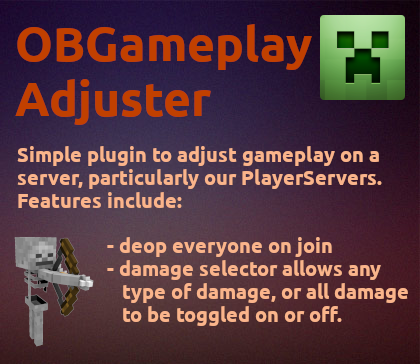 OBGameplay
Adjuster
Simple plugin to adjust gameplay on a
server, particularly our PlayerServers.
Features include:
- deop everyone on join
- damage selector allows any
type of damage, or all damage
to be toggled on or off.